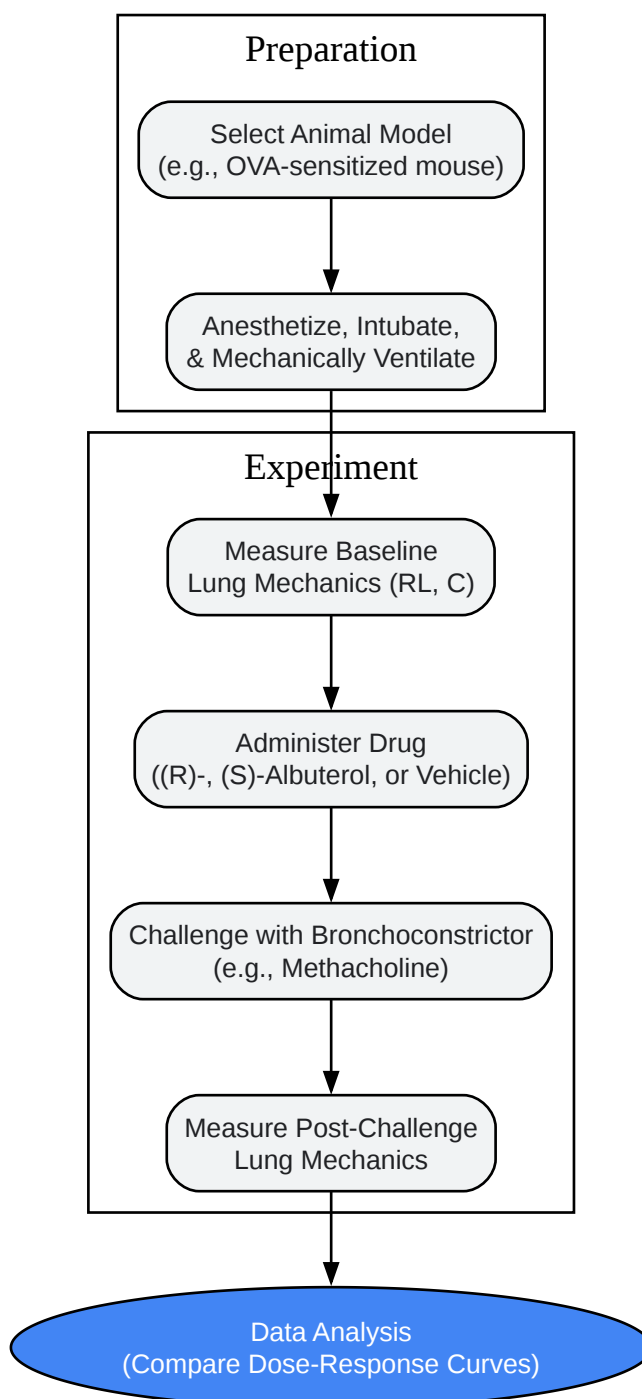 Preparation
Select Animal Model
(e.g., OVA-sensitized mouse)
Anesthetize, Intubate,
& Mechanically Ventilate
Experiment
Measure Baseline
Lung Mechanics (RL, C)
Administer Drug
((R)-, (S)-Albuterol, or Vehicle)
Challenge with Bronchoconstrictor
(e.g., Methacholine)
Measure Post-Challenge
Lung Mechanics
Data Analysis
(Compare Dose-Response Curves)